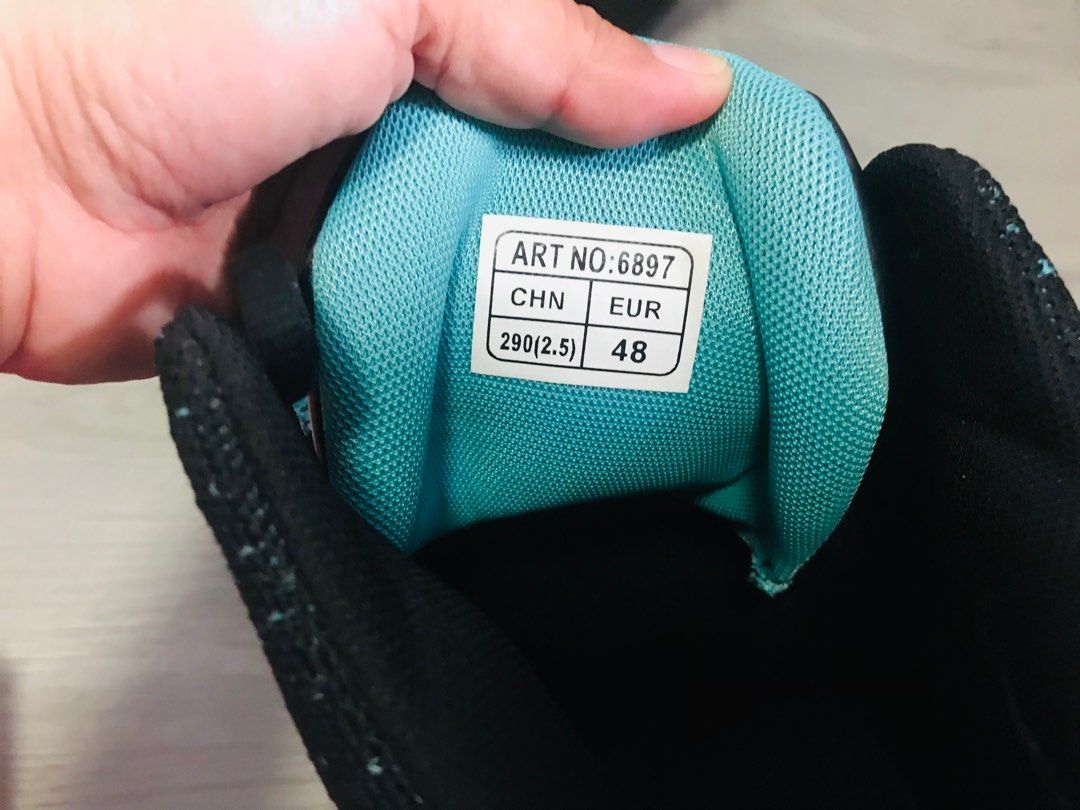 ART NO:6897
CHN EUR
290(2.5) 48